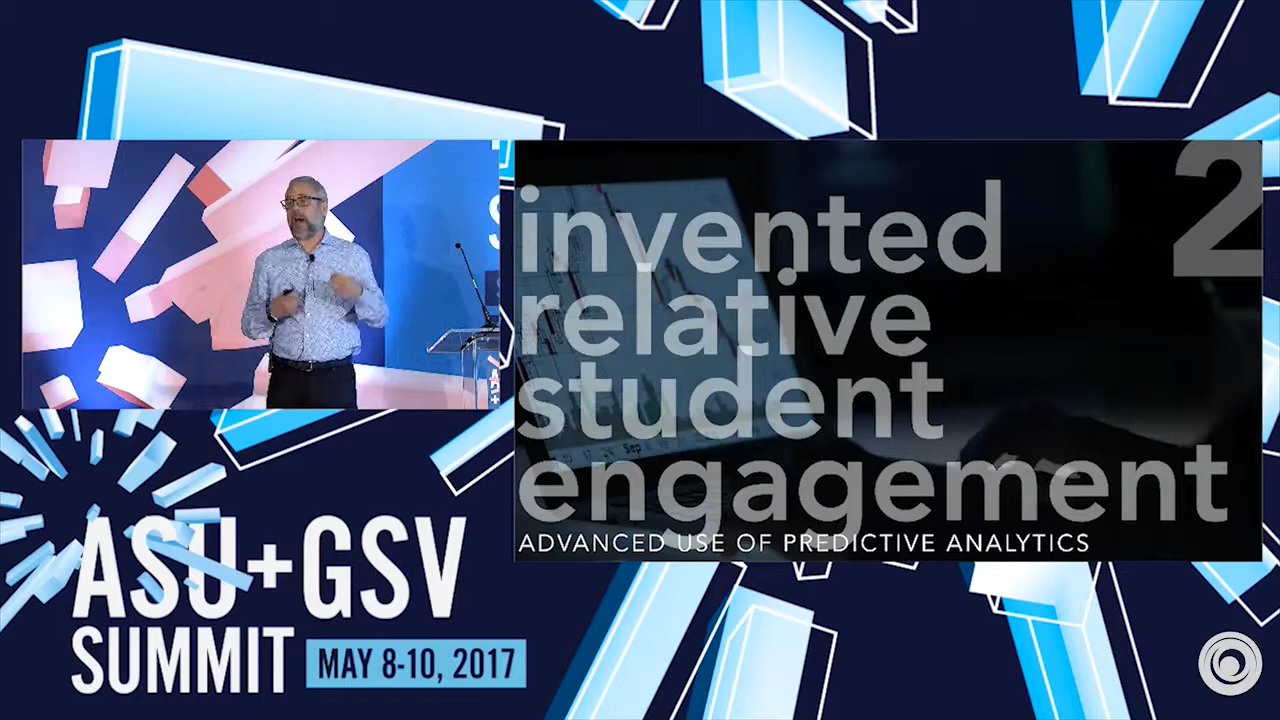 2
invented
relative
student
engagement
ADVANCED USE OF PREDICTIVE ANALYTICS
ASU+GSV
SUMMIT
MAY 8-10, 2017